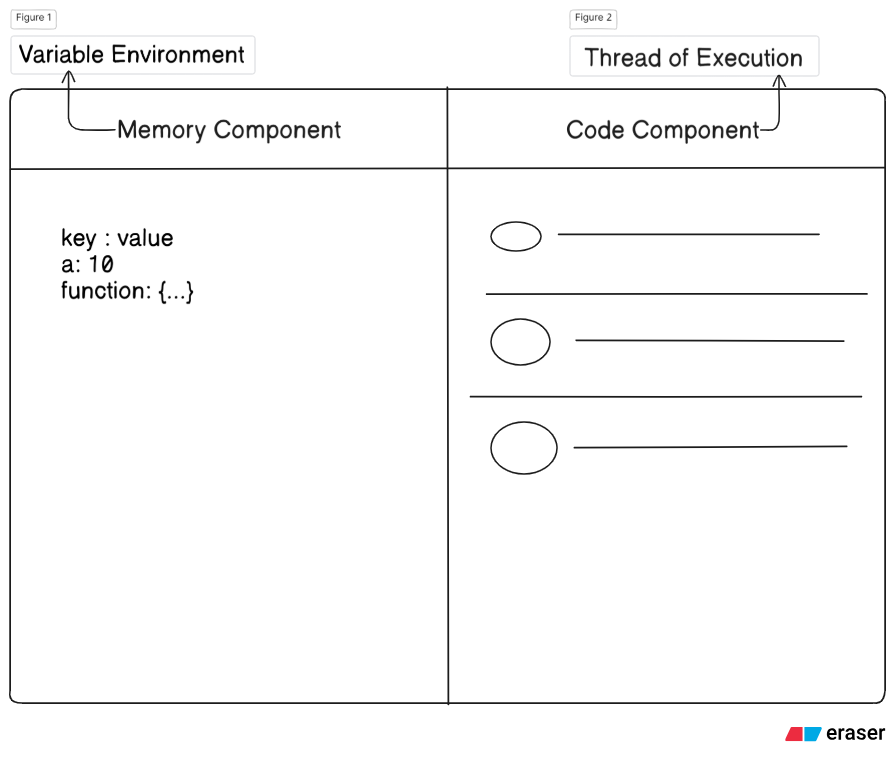 Figure 1
Figure 2
Variable Environment
Thread of Execution
Memory Component
Code Component
key : value
a: 10
function: {...}
eraser